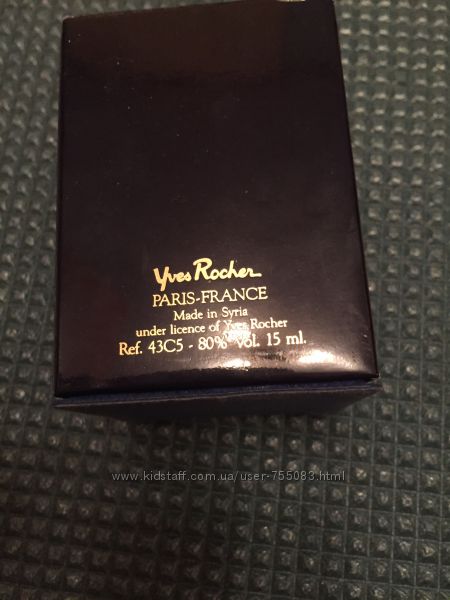 Yves Rocher
PARIS-FRANCE
Made in Syria
under licence of Yves Rocher
Ref. 43C5 - 80% vol. 15 ml.
www.kidstaff.com.ua/user-755083.html